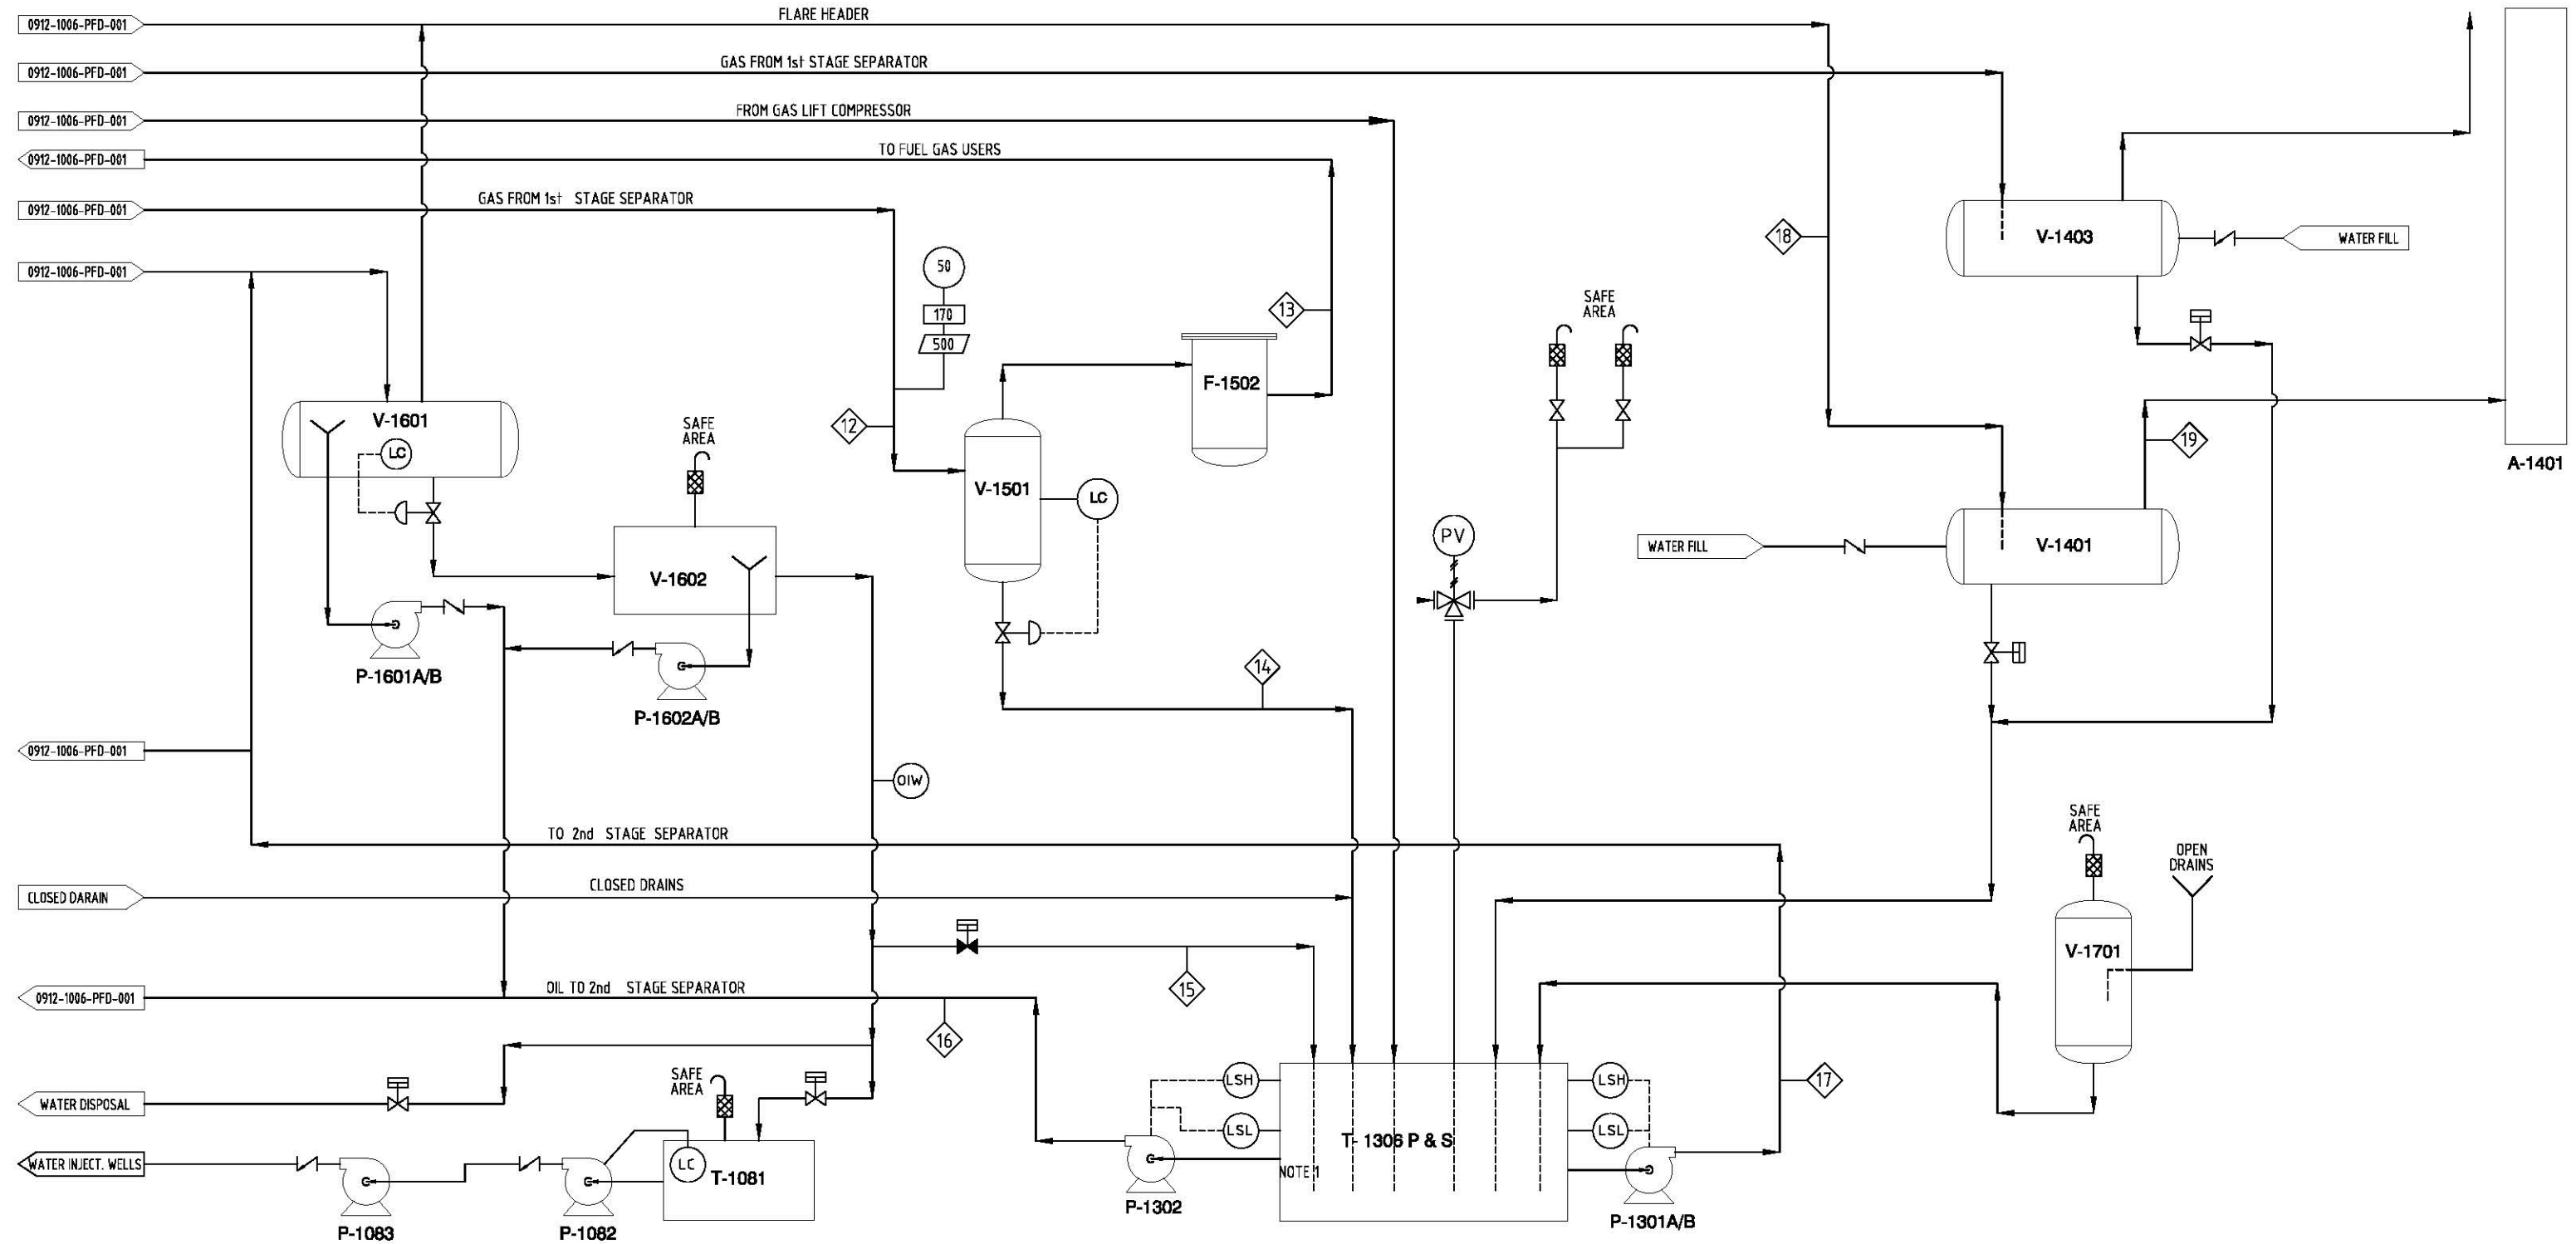 0912-1006-PFD-001
FLARE HEADER
0912-1006-PFD-001
GAS FROM 1st STAGE SEPARATOR
0912-1006-PFD-001
FROM GAS LIFT COMPRESSOR
0912-1006-PFD-001
TO FUEL GAS USERS
0912-1006-PFD-001
GAS FROM 1st STAGE SEPARATOR
0912-1006-PFD-001
50
170
500
12
13
18
V-1403
WATER FILL
SAFE
AREA
F-1502
V-1601
LC
SAFE
AREA
V-1501
LC
19
A-1401
PV
WATER FILL
V-1401
V-1602
P-1601A/B
P-1602A/B
14
0912-1006-PFD-001
OIW
TO 2nd STAGE SEPARATOR
SAFE
AREA
OPEN
DRAINS
CLOSED DARAIN
CLOSED DRAINS
V-1701
0912-1006-PFD-001
OIL TO 2nd STAGE SEPARATOR
15
16
17
WATER DISPOSAL
SAFE
AREA
LSH
LSL
LSH
LSL
T- 1306 P & S
NOTE 1
WATER INJECT. WELLS
LC
T-1081
P-1083
P-1082
P-1302
P-1301A/B